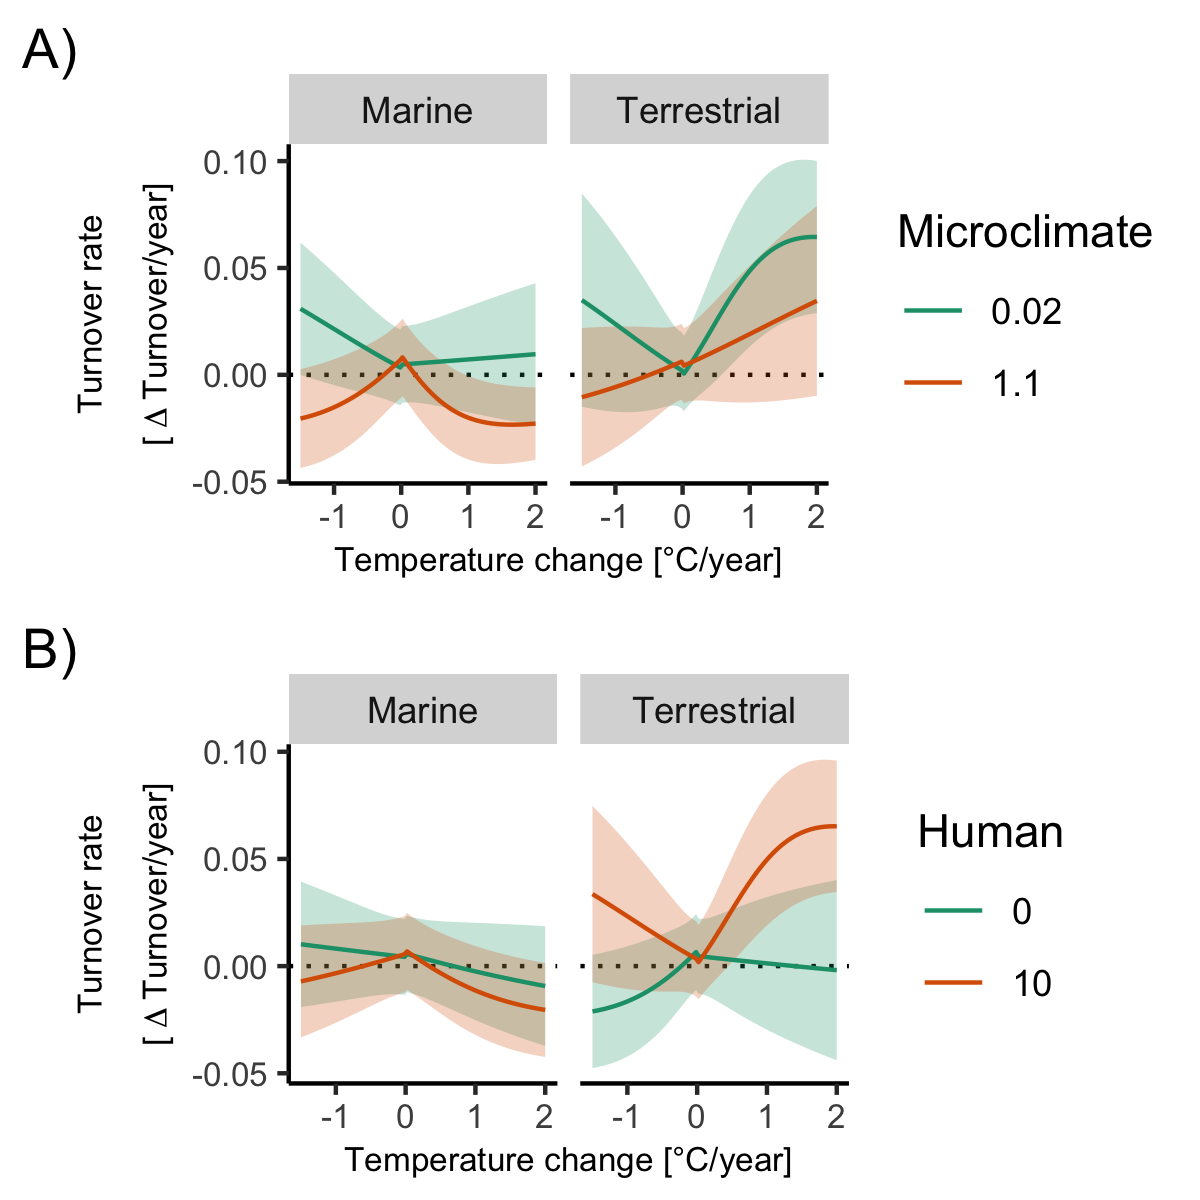 A)
Marine
Terrestrial
0.10
0.05
0.00
-0.05
Turnover rate
[ Δ Turnover/year]
-1 0 1 2
-1 0 1 2
Temperature change [°C/year]
Microclimate
0.02
1.1
B)
Marine
Terrestrial
0.10
0.05
0.00
-0.05
Turnover rate
[ Δ Turnover/year]
-1 0 1 2
-1 0 1 2
Temperature change [°C/year]
Human
0
10